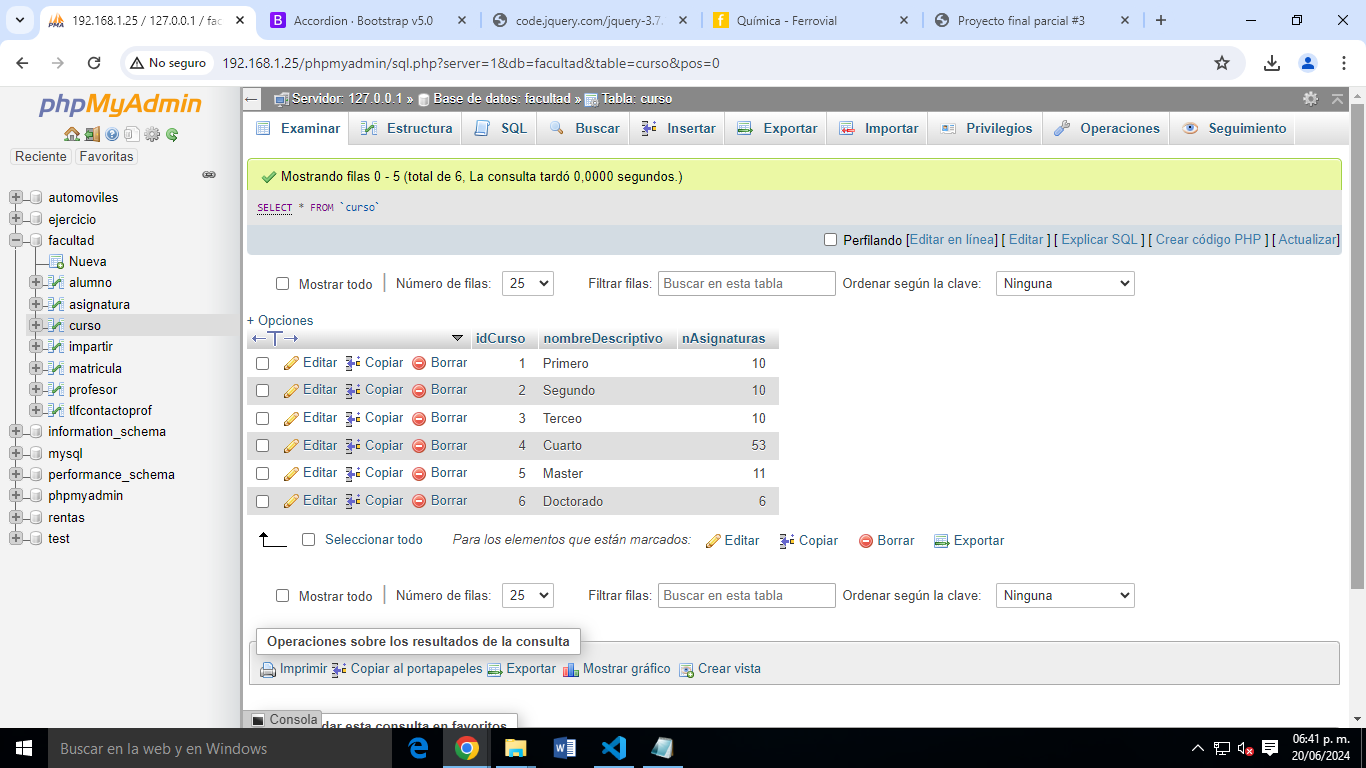 192.168.1.25 / 127.0.0.1 / fac
Accordion · Bootstrap v5.0
code.jquery.com/jquery-3.7.
Química - Ferrovial
Proyecto final parcial #3
No seguro
192.168.1.25/phpmyadmin/sql.php?server=1&db=facultad&table=curso&pos=0
phpMyAdmin
Reciente Favoritas
automoviles
ejercicio
facultad
Nueva
alumno
asignatura
curso
impartir
matricula
profesor
tlfcontactoprof
information_schema
mysql
performance_schema
phpmyadmin
rentas
test
Servidor: 127.0.0.1 » Base de datos: facultad » Tabla: curso
Examinar Estructura SQL Buscar Insertar Exportar Importar Privilegios Operaciones Seguimiento
Mostrando filas 0 - 5 (total de 6, La consulta tardó 0,0000 segundos.)
SELECT * FROM `curso`
Perfilando [Editar en línea] [ Editar ] [ Explicar SQL ] [ Crear código PHP ] [ Actualizar]
Mostrar todo Número de filas: 25 Filtrar filas: Buscar en esta tabla Ordenar según la clave: Ninguna
+ Opciones
←T→ idCurso nombreDescriptivo nAsignaturas
Editar Copiar Borrar 1 Primero 10
Editar Copiar Borrar 2 Segundo 10
Editar Copiar Borrar 3 Terceo 10
Editar Copiar Borrar 4 Cuarto 53
Editar Copiar Borrar 5 Master 11
Editar Copiar Borrar 6 Doctorado 6
Seleccionar todo Para los elementos que están marcados: Editar Copiar Borrar Exportar
Mostrar todo Número de filas: 25 Filtrar filas: Buscar en esta tabla Ordenar según la clave: Ninguna
Operaciones sobre los resultados de la consulta
Imprimir Copiar al portapapeles Exportar Mostrar gráfico Crear vista
Consola
dar esta consulta en favoritos
Buscar en la web y en Windows
06:41 p. m.
20/06/2024